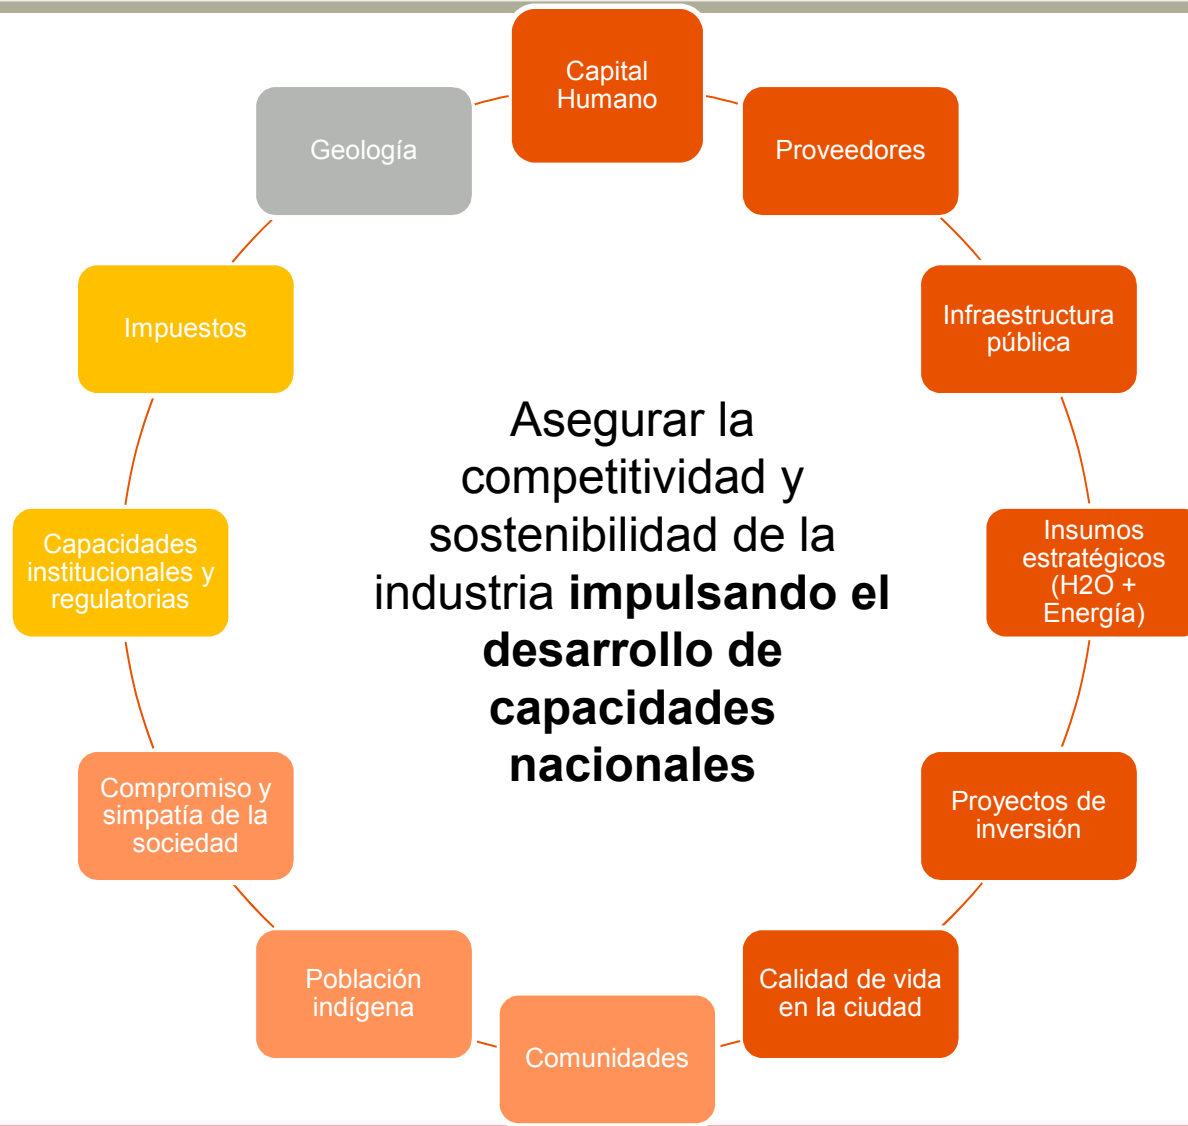 Capital
Humano
Proveedores
Infraestructura
pública
Insumos
estratégicos
(H2O +
Energía)
Proyectos de
inversión
Calidad de vida
en la ciudad
Comunidades
Población
indígena
Compromiso y
simpatía de la
sociedad
Capacidades
institucionales y
regulatorias
Impuestos
Geología
Asegurar la
competitividad y
sostenibilidad de la
industria impulsando el
desarrollo de
capacidades
nacionales